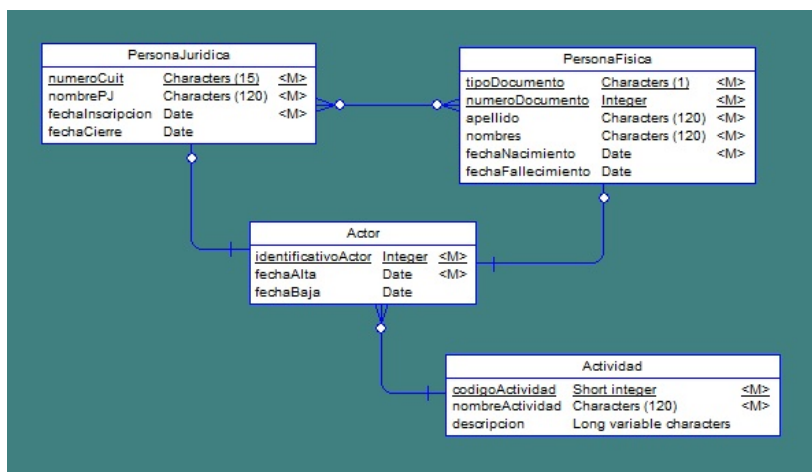 PersonaJuridica
numeroCuit Characters (15) <M>
nombrePJ Characters (120) <M>
fechaInscripcion Date <M>
fechaCierre Date
PersonaFisica
tipoDocumento Characters (1) <M>
numeroDocumento Integer <M>
apellido Characters (120) <M>
nombres Characters (120) <M>
fechaNacimiento Date <M>
fechaFallecimiento Date
Actor
identificativoActor Integer <M>
fechaAlta Date <M>
fechaBaja Date
Actividad
codigoActividad Short integer <M>
nombreActividad Characters (120) <M>
descripcion Long variable characters